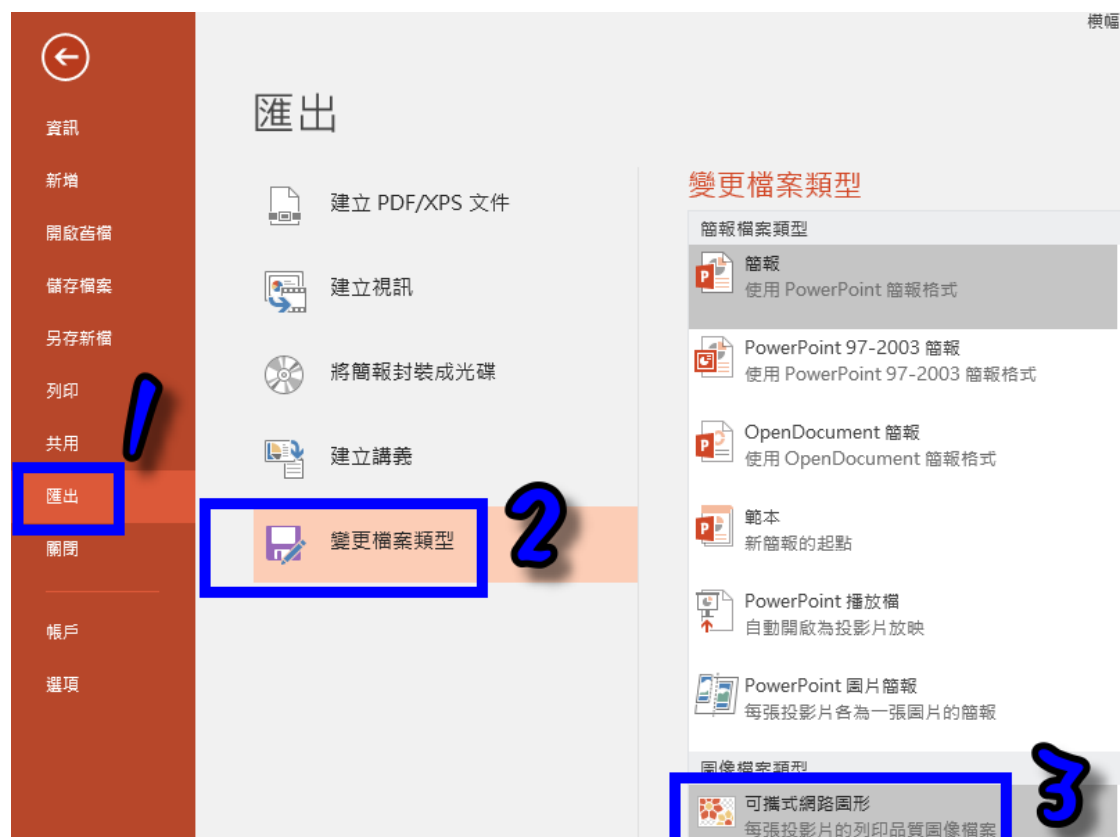 橫幅
匯出
資訊
新增
開啟舊檔
儲存檔案
另存新檔
列印
共用
匯出
關閉
帳戶
選項
建立 PDF/XPS 文件
建立視訊
將簡報封裝成光碟
建立講義
變更檔案類型
變更檔案類型
簡報檔案類型
簡報
使用 PowerPoint 簡報格式
PowerPoint 97-2003 簡報
使用 PowerPoint 97-2003 簡報格式
OpenDocument 簡報
使用 OpenDocument 簡報格式
範本
新簡報的起點
PowerPoint 播放檔
自動開啟為投影片放映
PowerPoint 圖片簡報
每張投影片各為一張圖片的簡報
圖像檔案類型
可攜式網路圖形
每張投影片的列印品質圖像檔案
1
2
3